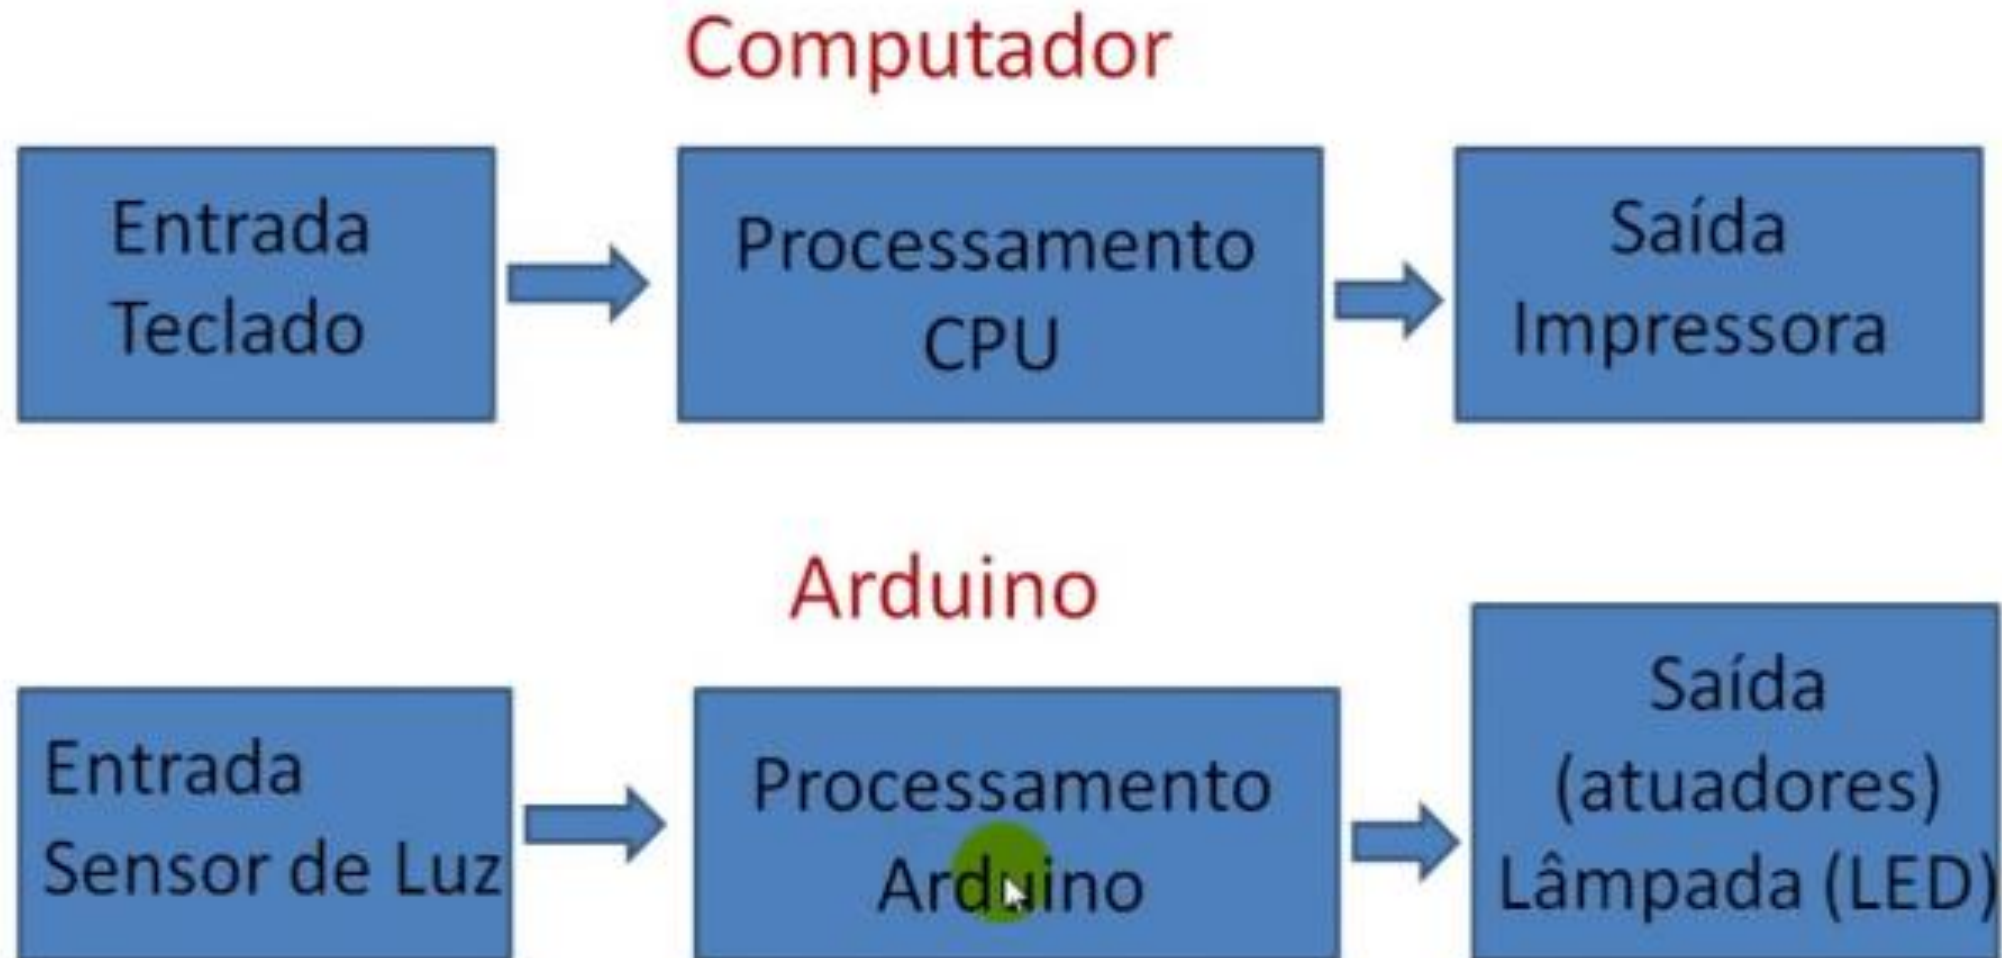 Computador
Entrada
Teclado
Processamento
CPU
Saída
Impressora
Arduino
Entrada
Sensor de Luz
Processamento
Arduino
Saída
(atuadores)
Lâmpada (LED)